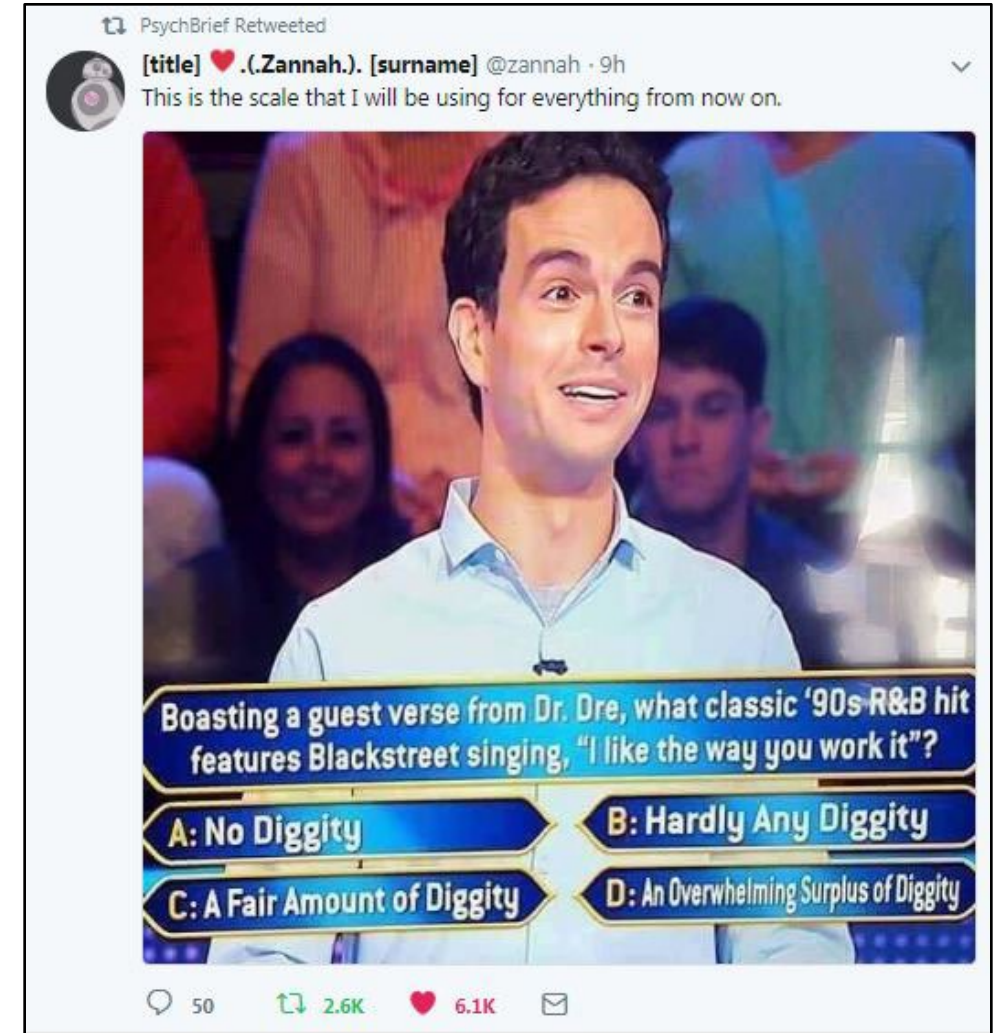 PsychBrief Retweeted
[title] ♥ .(.Zannah.). [surname] @zannah · 9h
This is the scale that I will be using for everything from now on.
Boasting a guest verse from Dr. Dre, what classic '90s R&B hit
features Blackstreet singing, "I like the way you work it"?
A: No Diggity
B: Hardly Any Diggity
C: A Fair Amount of Diggity
D: An Overwhelming Surplus of Diggity
50 2.6K 6.1K